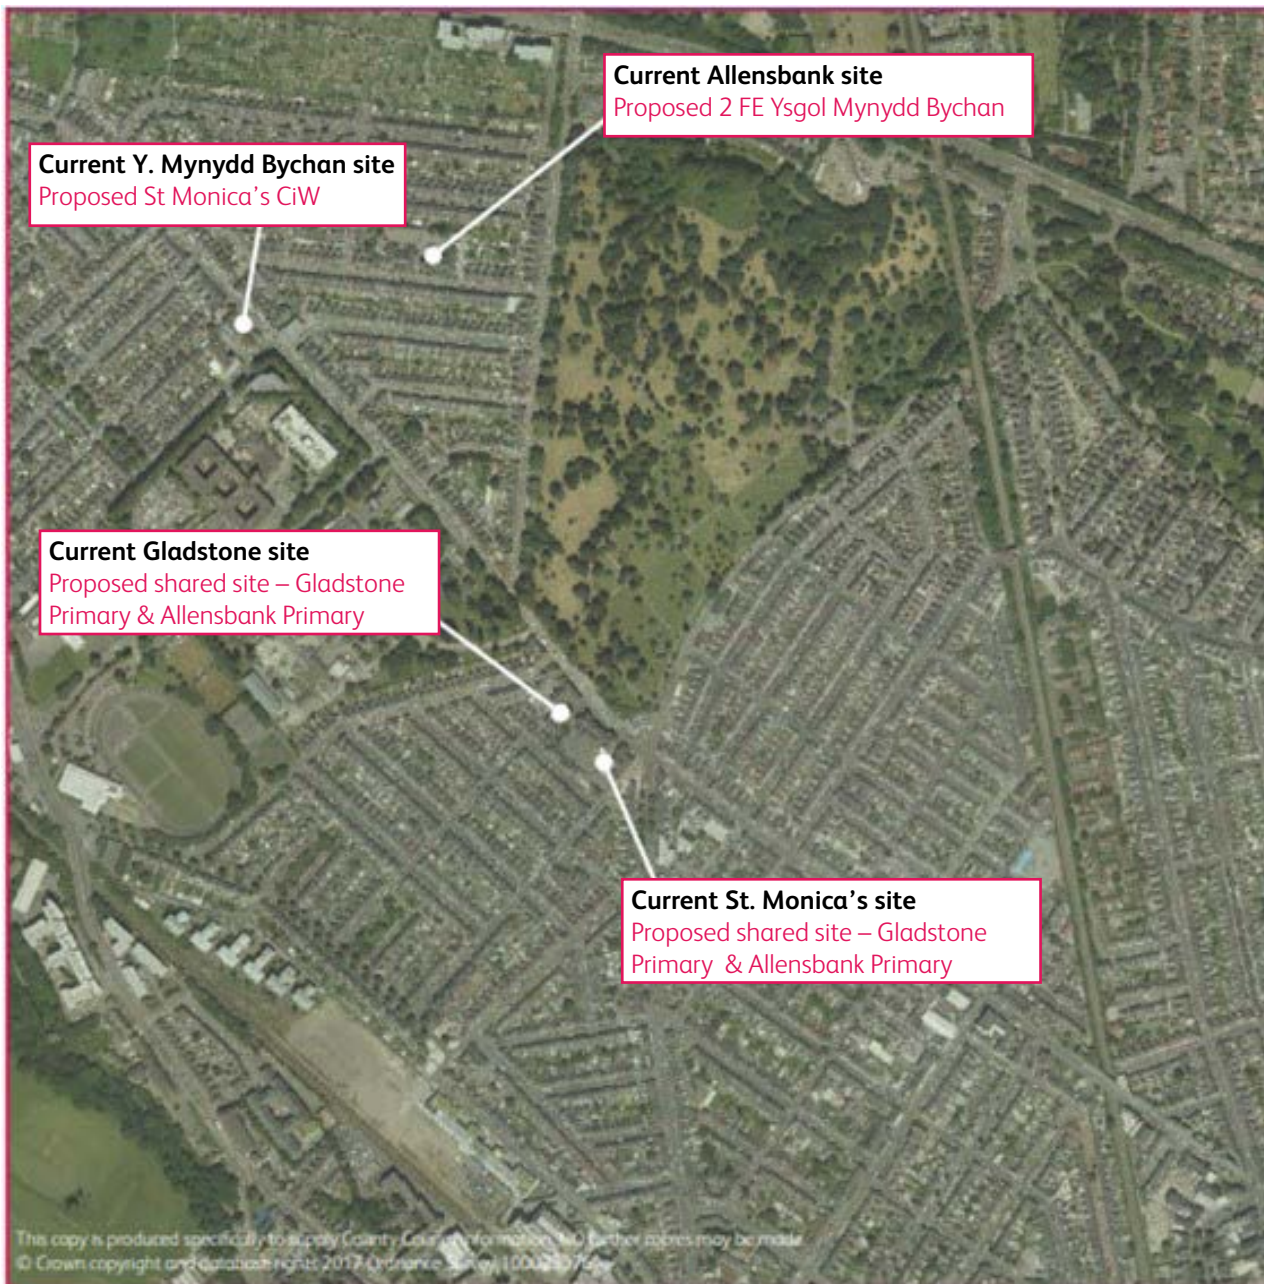 Current Allensbank site
Proposed 2 FE Ysgol Mynydd Bychan
Current Y. Mynydd Bychan site
Proposed St Monica's CiW
Current Gladstone site
Proposed shared site – Gladstone
Primary & Allensbank Primary
Current St. Monica's site
Proposed shared site – Gladstone
Primary & Allensbank Primary
This copy is produced specifically to supply County Council information. NO further copies may be made
© Crown copyright and database rights 2017 Ordnance Survey